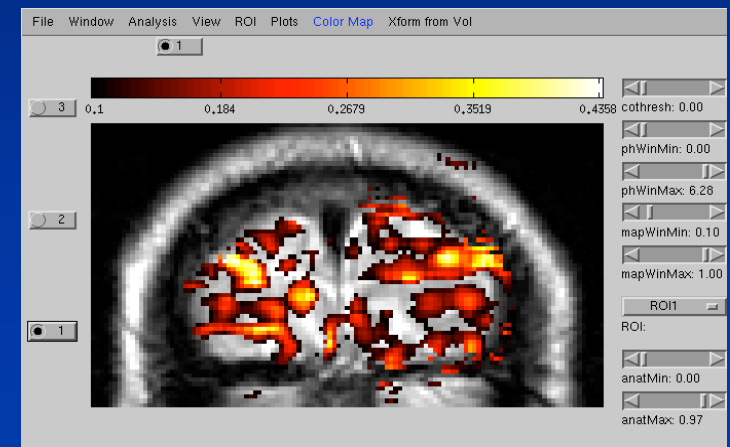 File Window Analysis View ROI Plots Color Map Xform from Vol
1
3
0.1 0.184 0.2679 0.3519 0.4358
cothresh: 0.00
phWinMin: 0.00
phWinMax: 6.28
2
mapWinMin: 0.10
mapWinMax: 1.00
ROI1
1
ROI:
anatMin: 0.00
anatMax: 0.97